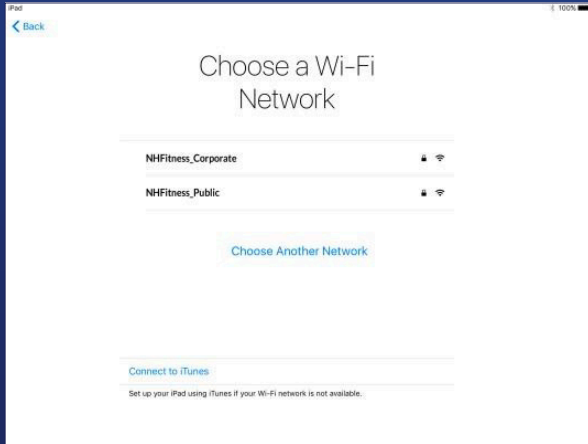 iPad
100%
Back
Choose a Wi-Fi
Network
NHFitness_Corporate
NHFitness_Public
Choose Another Network
Connect to iTunes
Set up your iPad using iTunes if your Wi-Fi network is not available.